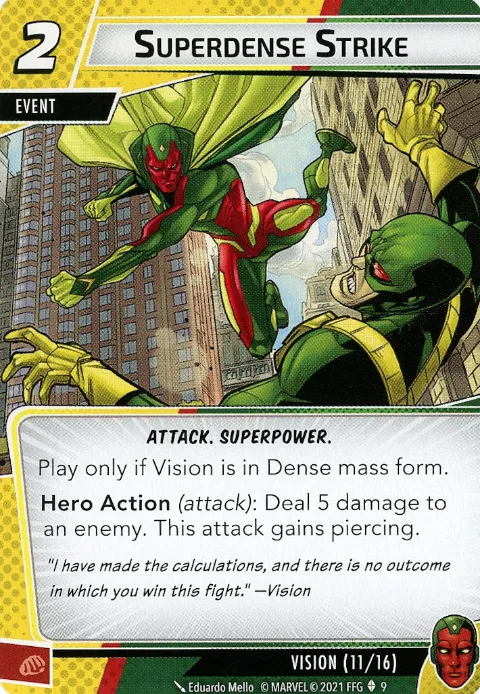 2
SUPERDENSE STRIKE
EVENT
ATTACK. SUPERPOWER.
Play only if Vision is in Dense mass form.
Hero Action (attack): Deal 5 damage to
an enemy. This attack gains piercing.
"I have made the calculations, and there is no outcome
in which you win this fight." —Vision
VISION (11/16)
Eduardo Mello © MARVEL © 2021 FFG 9